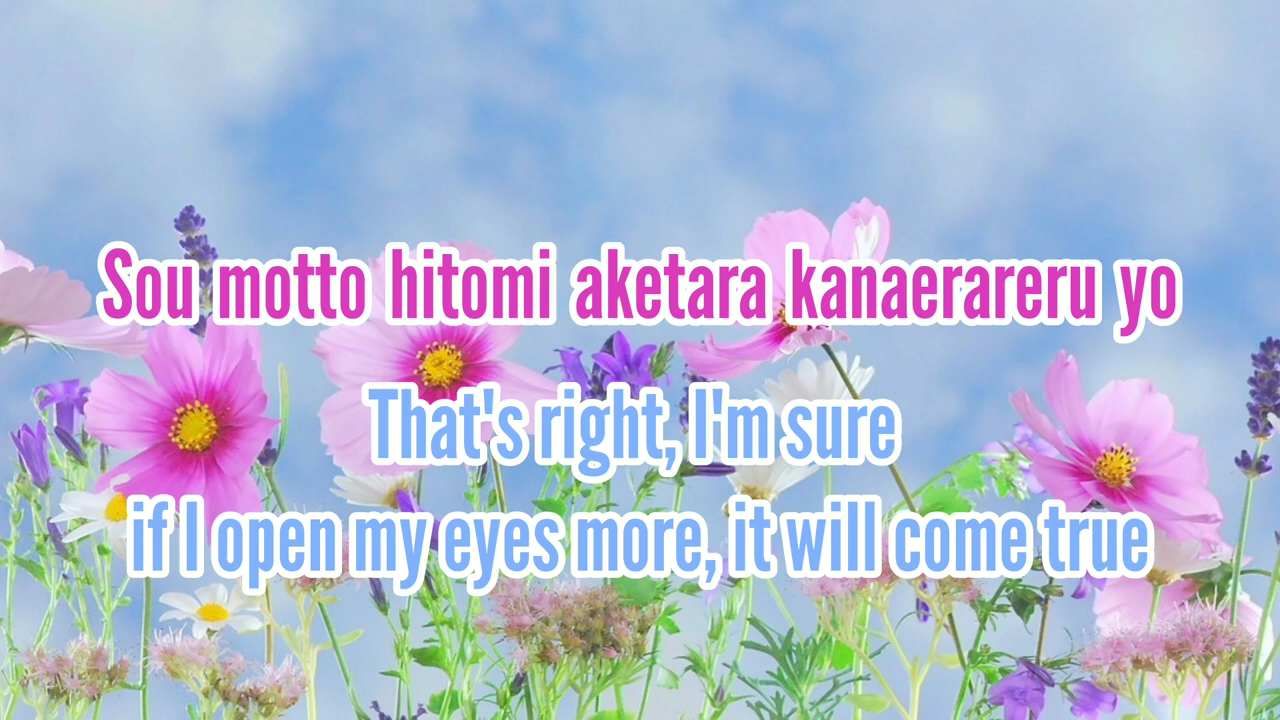 Sou motto hitomi aketara kanaerareru yo
That's right, I'm sure
if I open my eyes more, it will come true